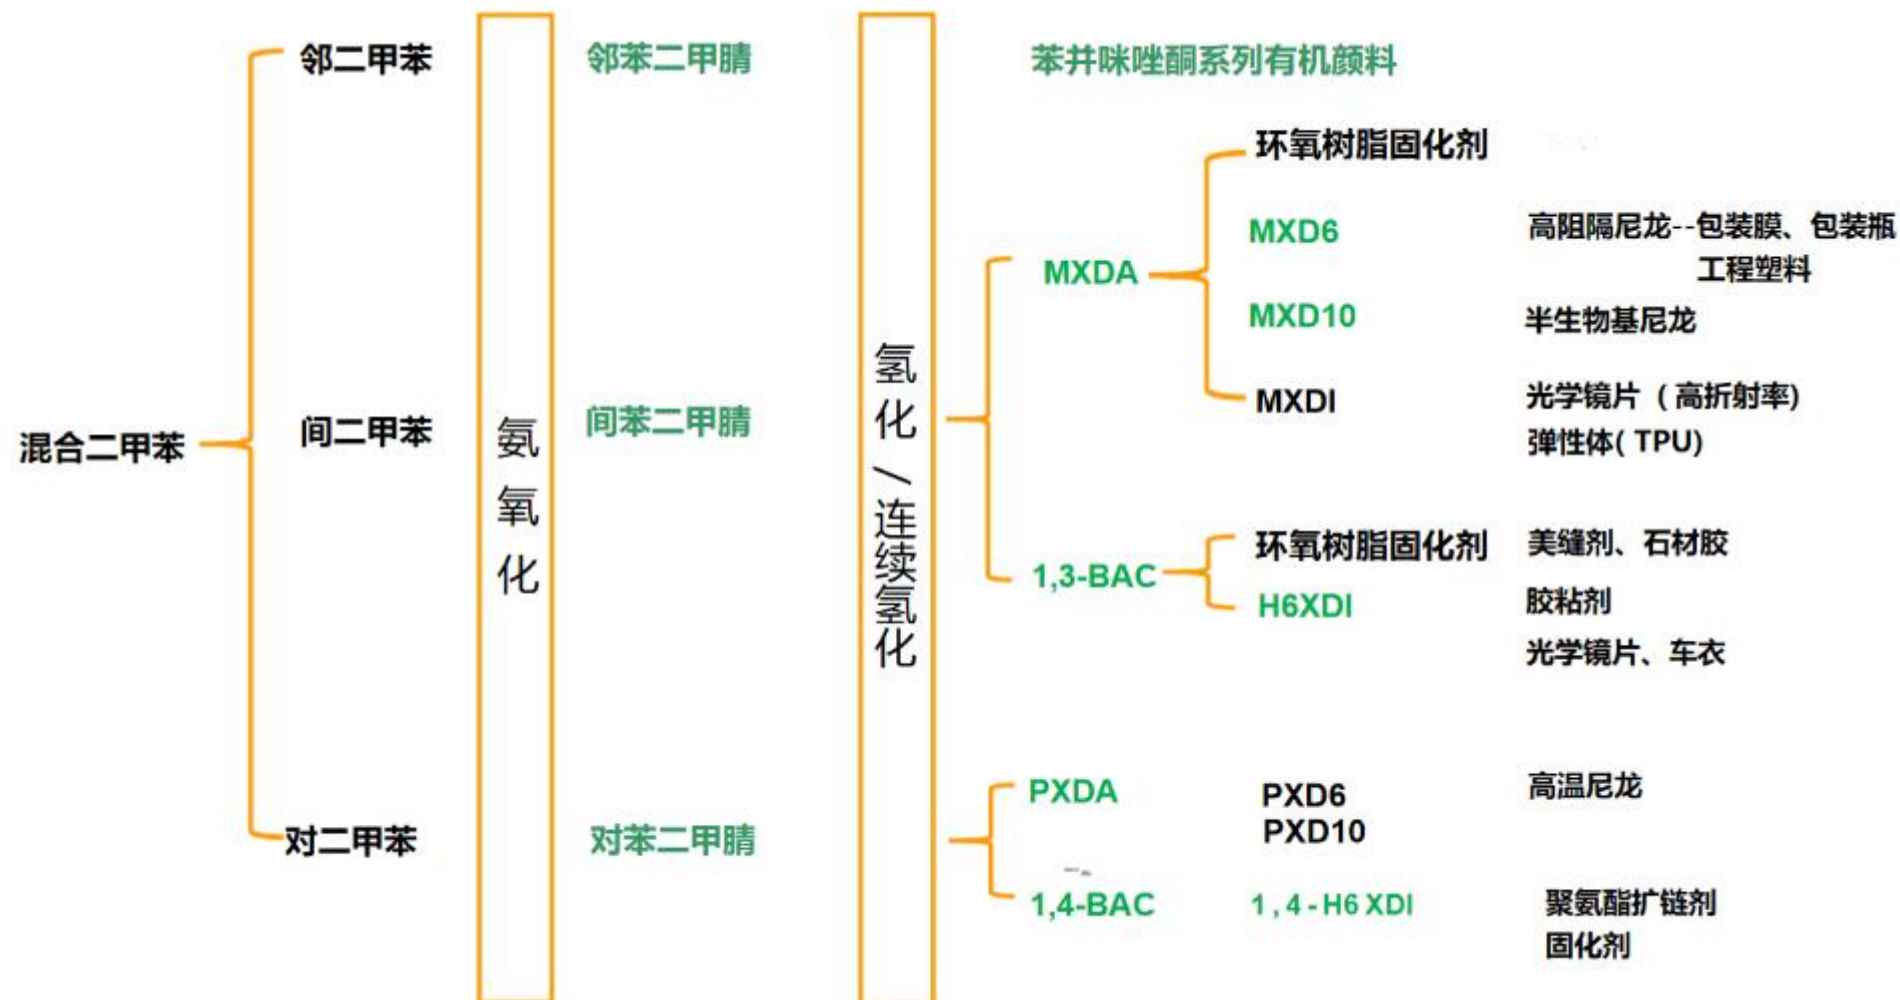 邻二甲苯
邻苯二甲腈
苯并咪唑酮系列有机颜料
环氧树脂固化剂
MXD6
高阻隔尼龙--包装膜、包装瓶
工程塑料
MXDA
MXD10
半生物基尼龙
MXDI
光学镜片（高折射率)
弹性体( TPU)
混合二甲苯
间二甲苯
氨氧化
间苯二甲腈
氢化/连续氢化
1,3-BAC
环氧树脂固化剂
美缝剂、石材胶
H6XDI
胶粘剂
光学镜片、车衣
对二甲苯
对苯二甲腈
PXDA
PXD6
PXD10
高温尼龙
1,4-BAC
1,4-H6XDI
聚氨酯扩链剂
固化剂